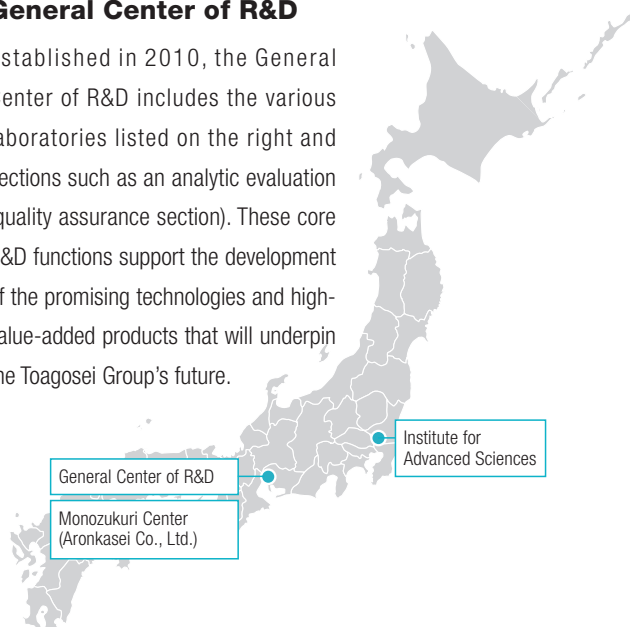 General Center of R&D
stablished in 2010, the General
enter of R&D includes the various
aboratories listed on the right and
ections such as an analytic evaluation
quality assurance section). These core
&D functions support the development
f the promising technologies and high-
alue-added products that will underpin
he Toagosei Group's future.
Institute for
Advanced Sciences
General Center of R&D
Monozukuri Center
(Aronkasei Co., Ltd.)